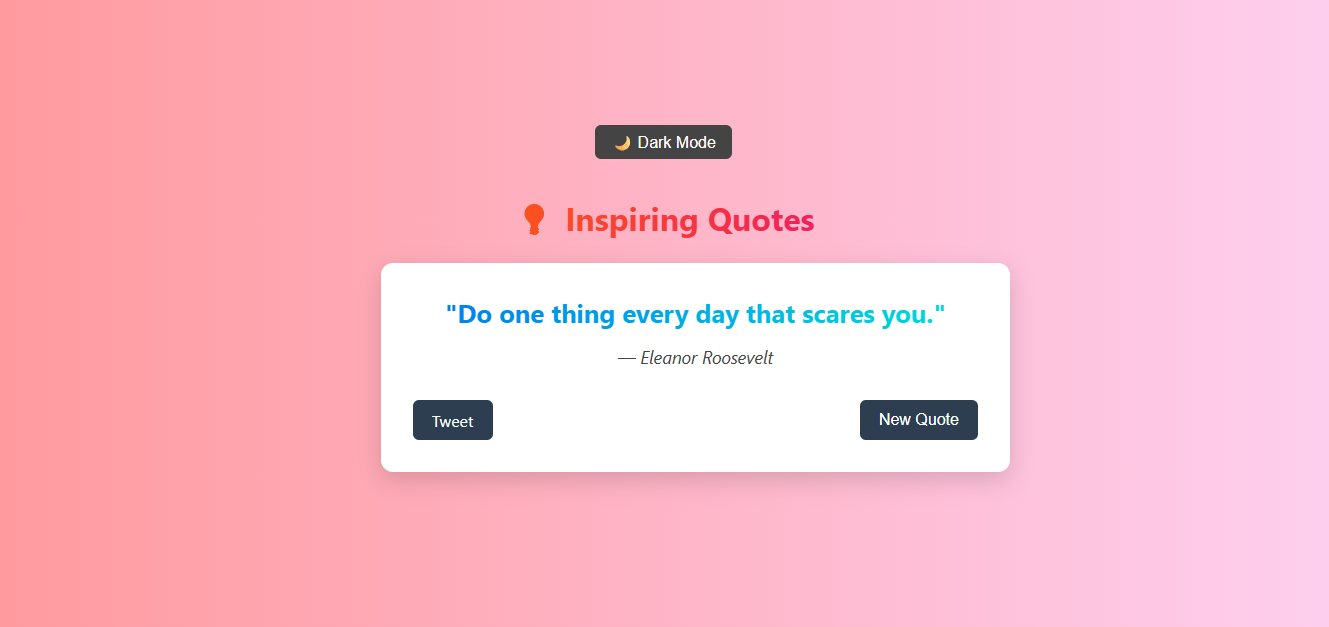 🌙 Dark Mode
Inspiring Quotes
"Do one thing every day that scares you."
— Eleanor Roosevelt
Tweet
New Quote